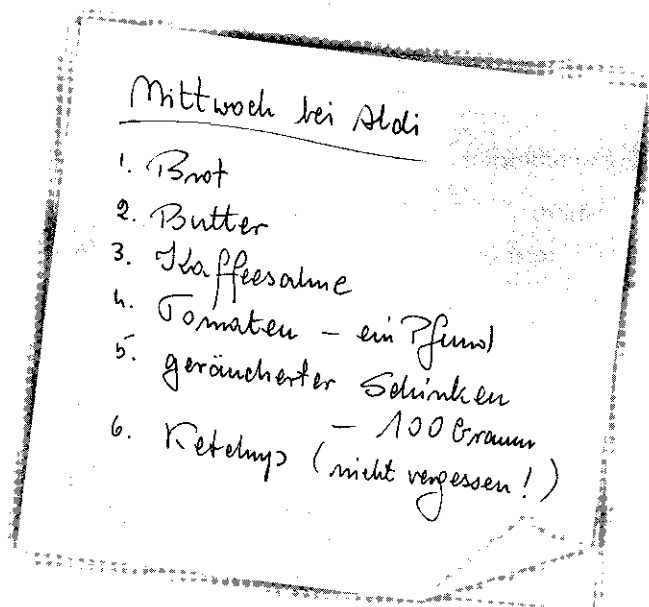 Mittwoch bei Aldi
1. Brot
2. Butter
3. Kaffeesahne
4. Tomaten – ein Pfund
5. geräucherter Schinken
– 100 Gramm
6. Ketchup (nicht vergessen!)